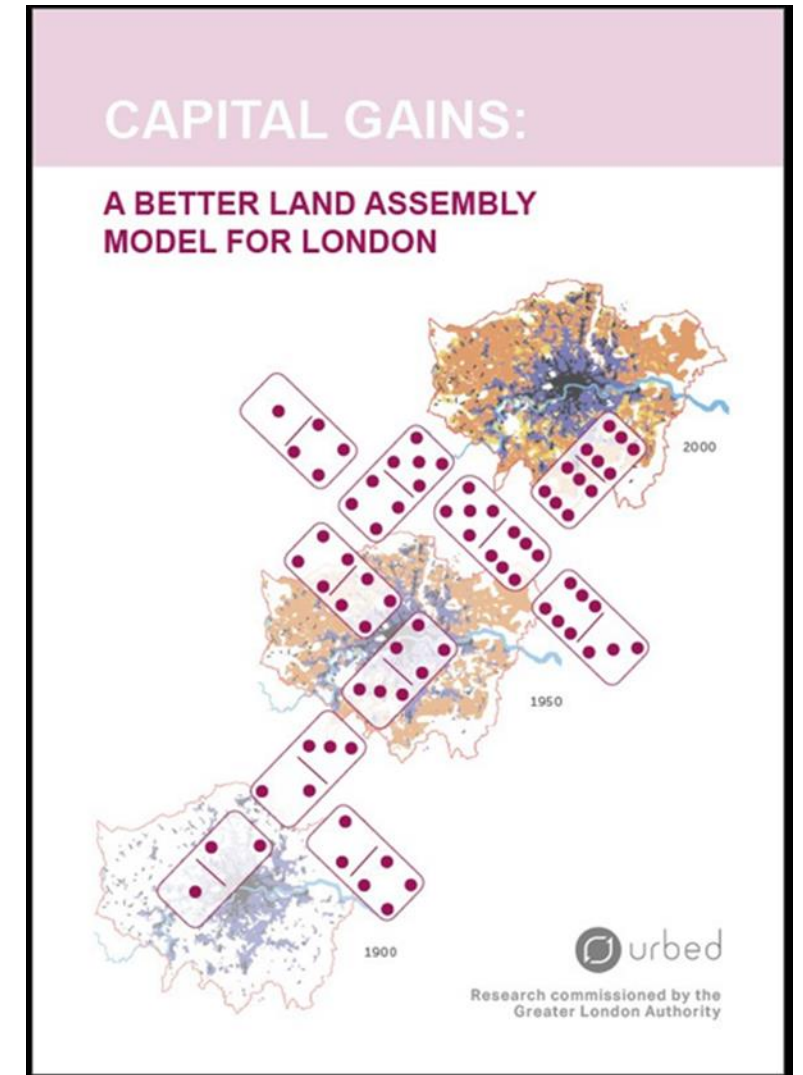 CAPITAL GAINS:
A BETTER LAND ASSEMBLY
MODEL FOR LONDON
2000
1950
1900
urbed
Research commissioned by the
Greater London Authority